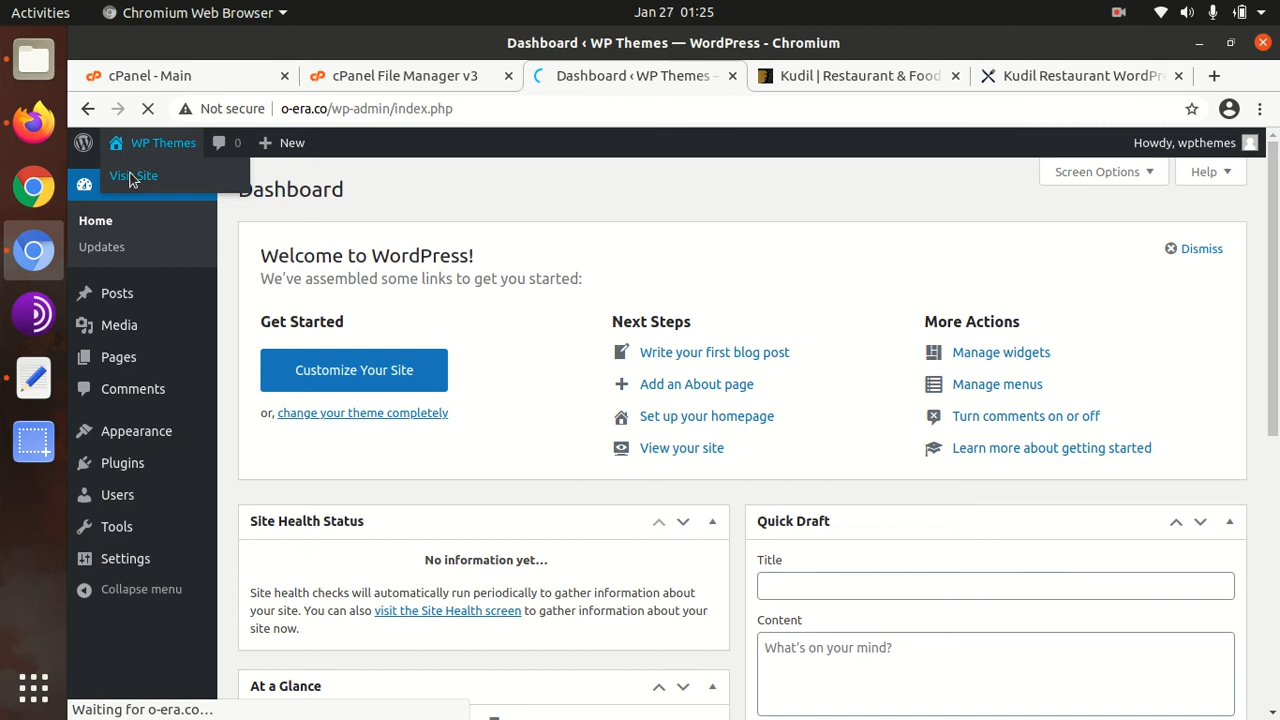 Activities
Chromium Web Browser
Jan 27 01:25
Dashboard ‹ WP Themes — WordPress - Chromium
cPanel - Main
cPanel File Manager v3
Dashboard ‹ WP Themes –
Kudil | Restaurant & Food
Kudil Restaurant WordPr
Not secure
o-era.co/wp-admin/index.php
WP Themes
0
New
Howdy, wpthemes
Visit Site
Dashboard
Screen Options
Help
Home
Updates
Posts
Media
Pages
Comments
Appearance
Plugins
Users
Tools
Settings
Collapse menu
Welcome to WordPress!
We've assembled some links to get you started:
Dismiss
Get Started
Customize Your Site
or, change your theme completely
Next Steps
Write your first blog post
Add an About page
Set up your homepage
View your site
More Actions
Manage widgets
Manage menus
Turn comments on or off
Learn more about getting started
Site Health Status
No information yet...
Site health checks will automatically run periodically to gather information about
your site. You can also visit the Site Health screen to gather information about your
site now.
At a Glance
Quick Draft
Title
Content
What's on your mind?
Waiting for o-era.co...